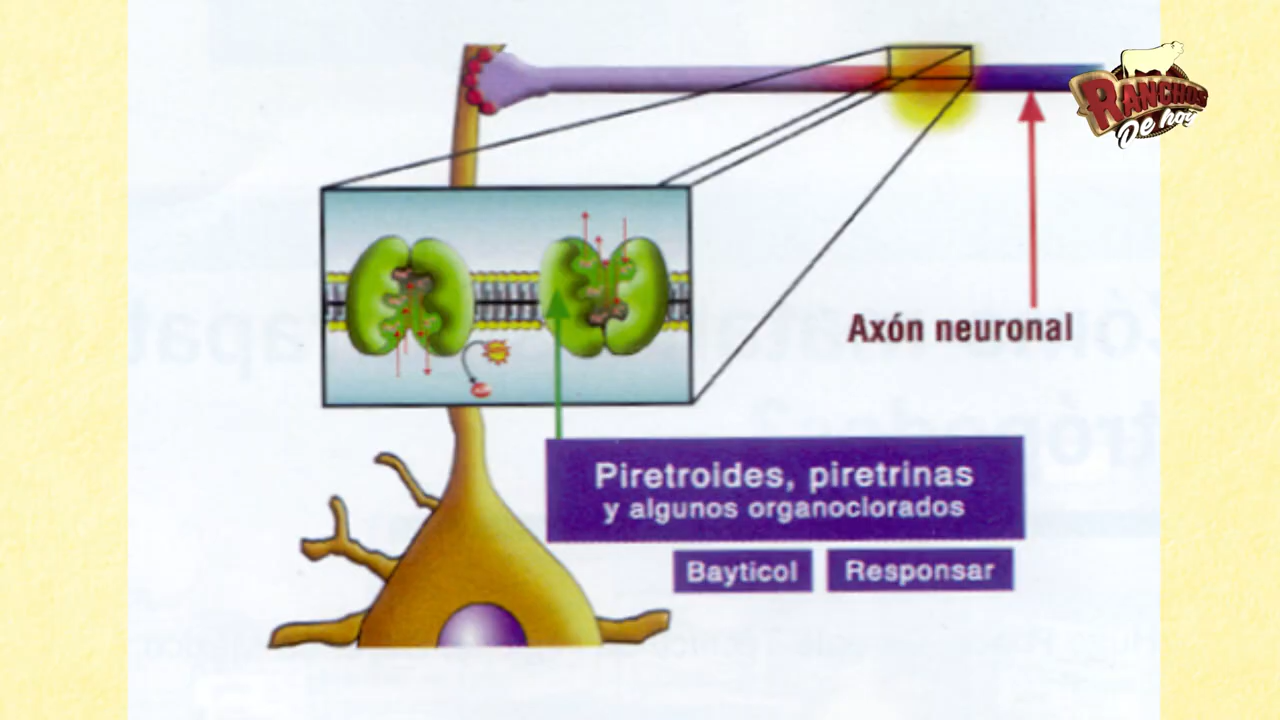 RANCHOS
De hoy
Axón neuronal
Piretroides, piretrinas
y algunos organoclorados
Bayticol
Responsar